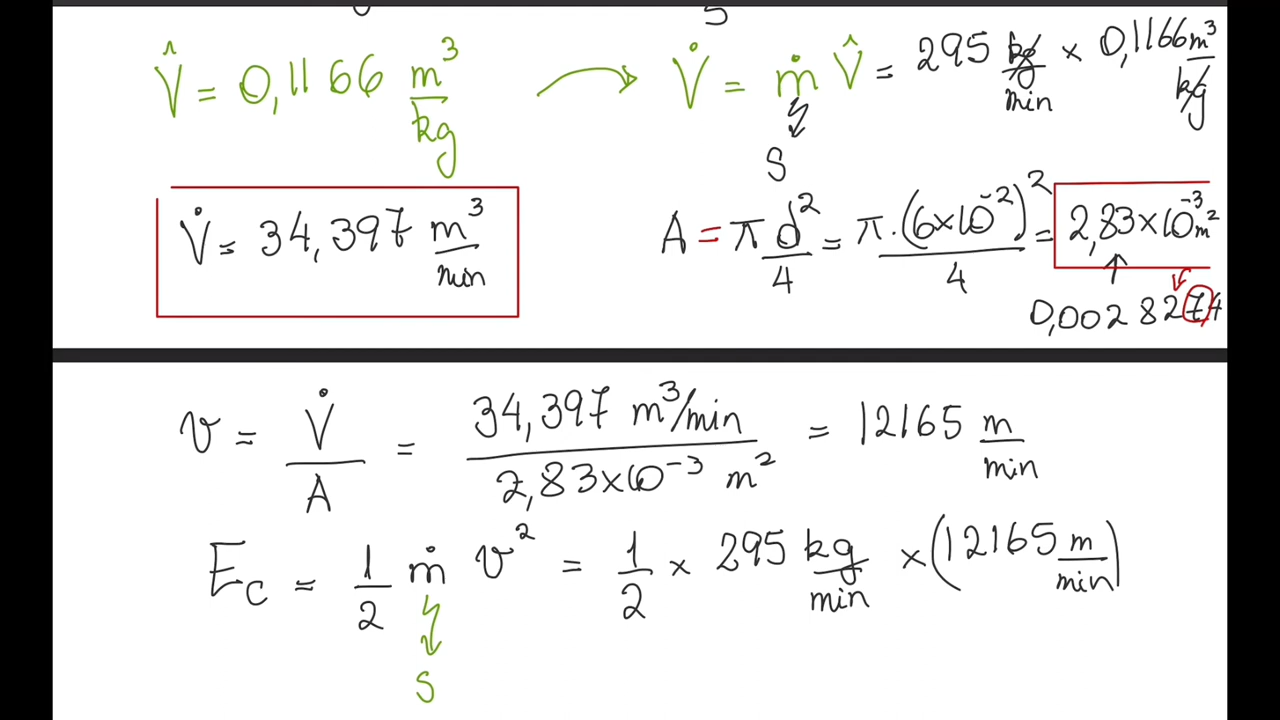 V̂ = 0,1166 m³/kg → V̇ = ṁ V̂ = 295 kg/min × 0,1166 m³/kg
S
V̇ = 34,397 m³/min
A = π d²/4 = π.(6×10⁻²)²/4 = 2,83×10⁻³ m²
0,0028274
v = V̇/A = 34,397 m³/min / 2,83×10⁻³ m² = 12165 m/min
Ec = 1/2 ṁ v² = 1/2 × 295 kg/min × (12165 m/min)
S